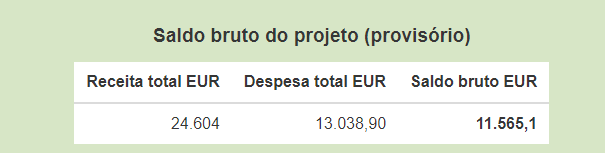 Saldo bruto do projeto (provisório)
Receita total EUR Despesa total EUR Saldo bruto EUR
24.604 13.038,90 11.565,1